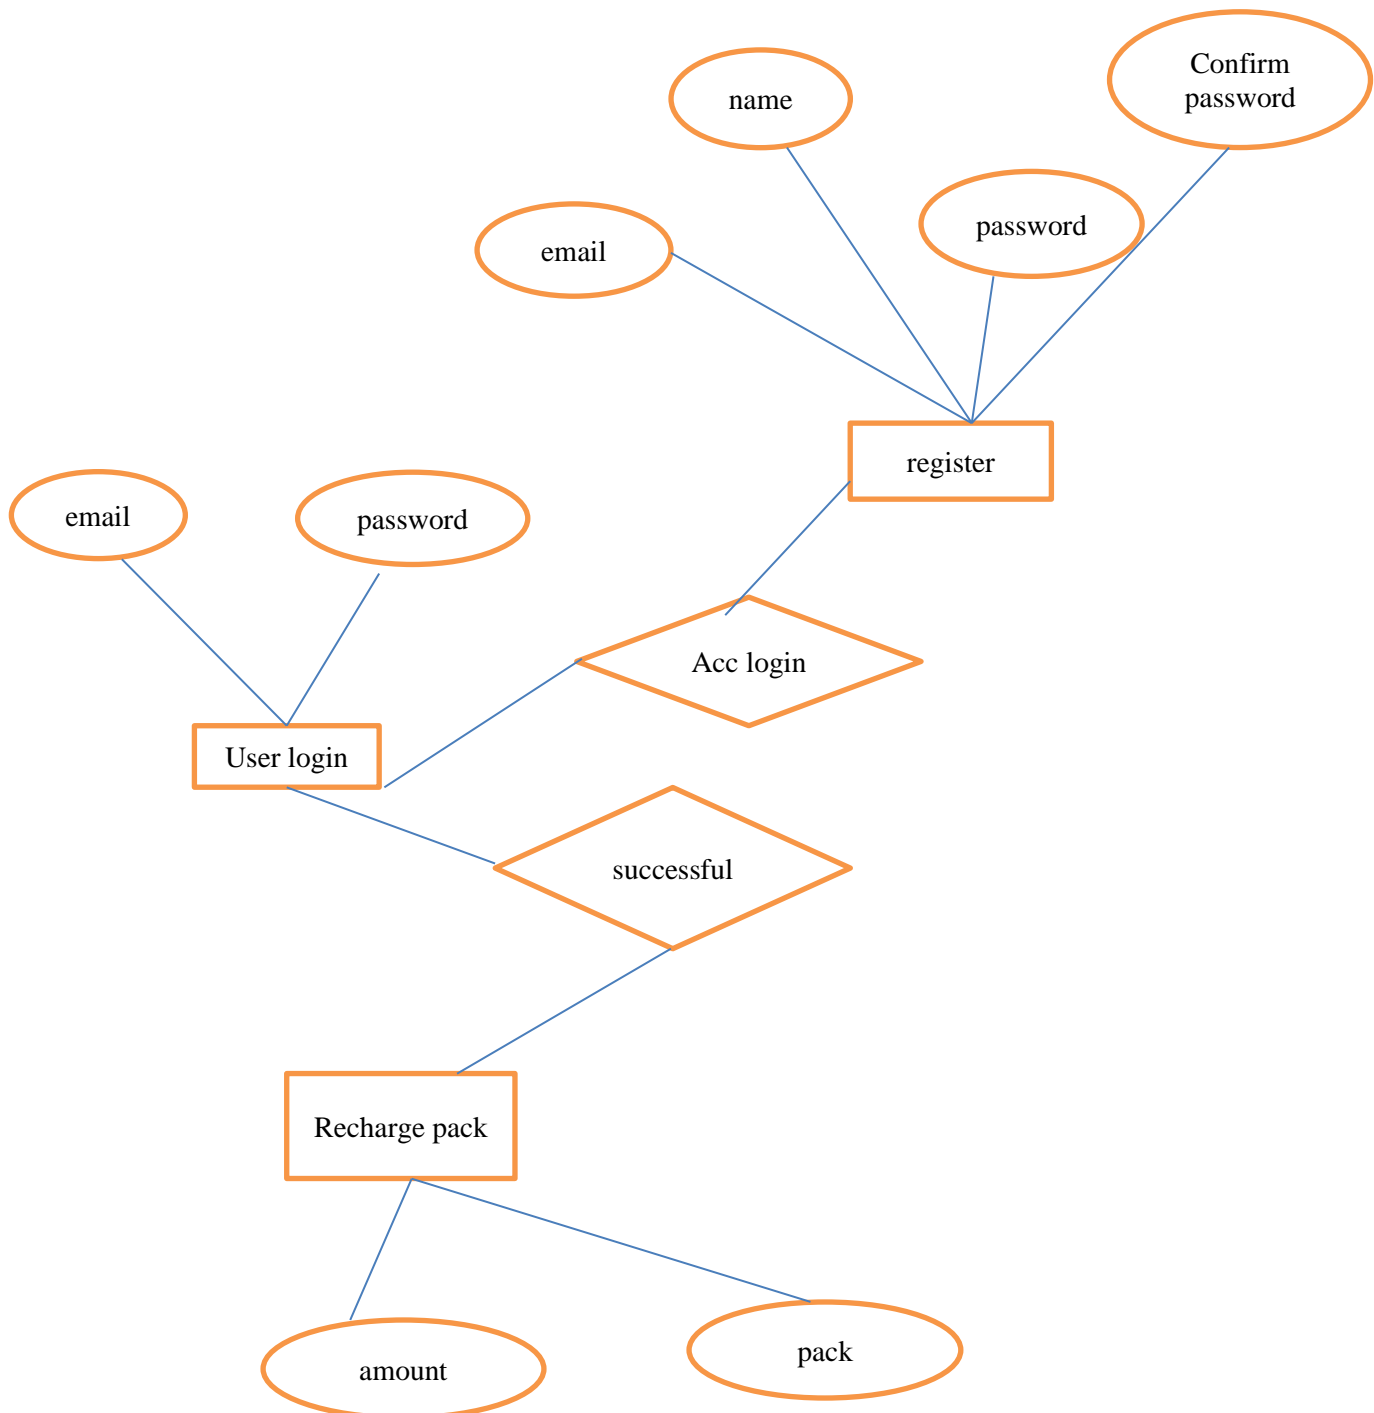 Confirm
password
name
password
email
register
email
password
Acc login
User login
successful
Recharge pack
pack
amount